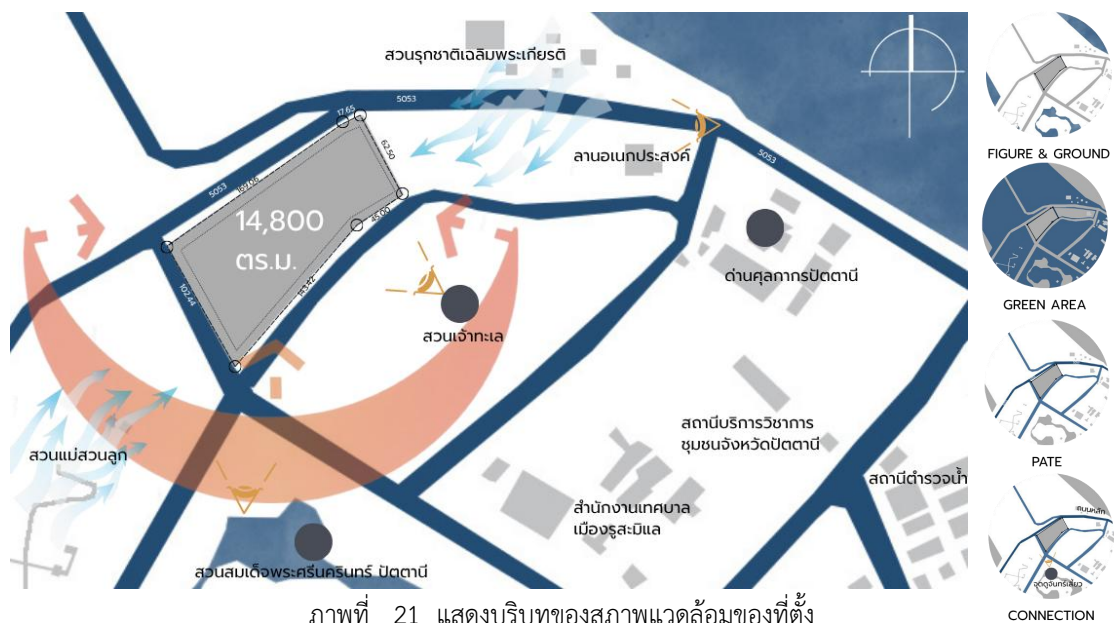 สวนรุกชาติเฉลิมพระเกียรติ
5053
17.65
62.50
ลานอเนกประสงค์
5053
5053
14,800
ตร.ม.
45.00
143.42
102.44
ด่านศุลกากรปัตตานี
สวนเจ้าทะเล
สวนแม่สวนลูก
สถานีบริการวิชาการ
ชุมชนจังหวัดปัตตานี
สถานีตำรวจน้ำ
สำนักงานเทศบาล
เมืองรูสะมิแล
สวนสมเด็จพระศรีนครินทร์ ปัตตานี
FIGURE & GROUND
GREEN AREA
PATE
ถนนหลัก
CONNECTION
ภาพที่ 21 แสดงบริบทของสภาพแวดล้อมของที่ตั้ง